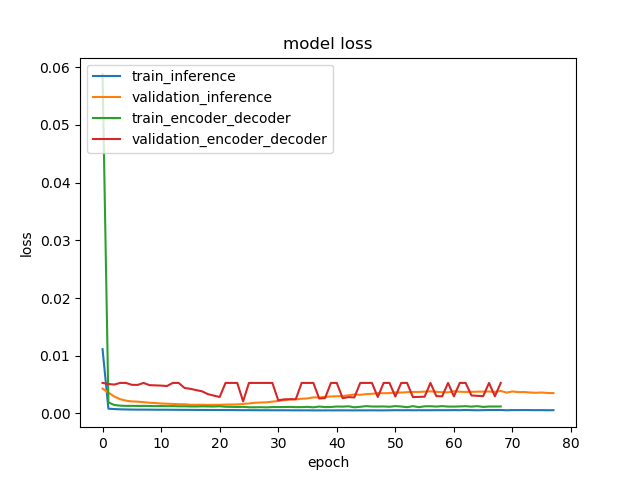 model loss
train_inference
validation_inference
train_encoder_decoder
validation_encoder_decoder
0.06
0.05
0.04
0.03
0.02
0.01
0.00
loss
0 10 20 30 40 50 60 70 80
epoch